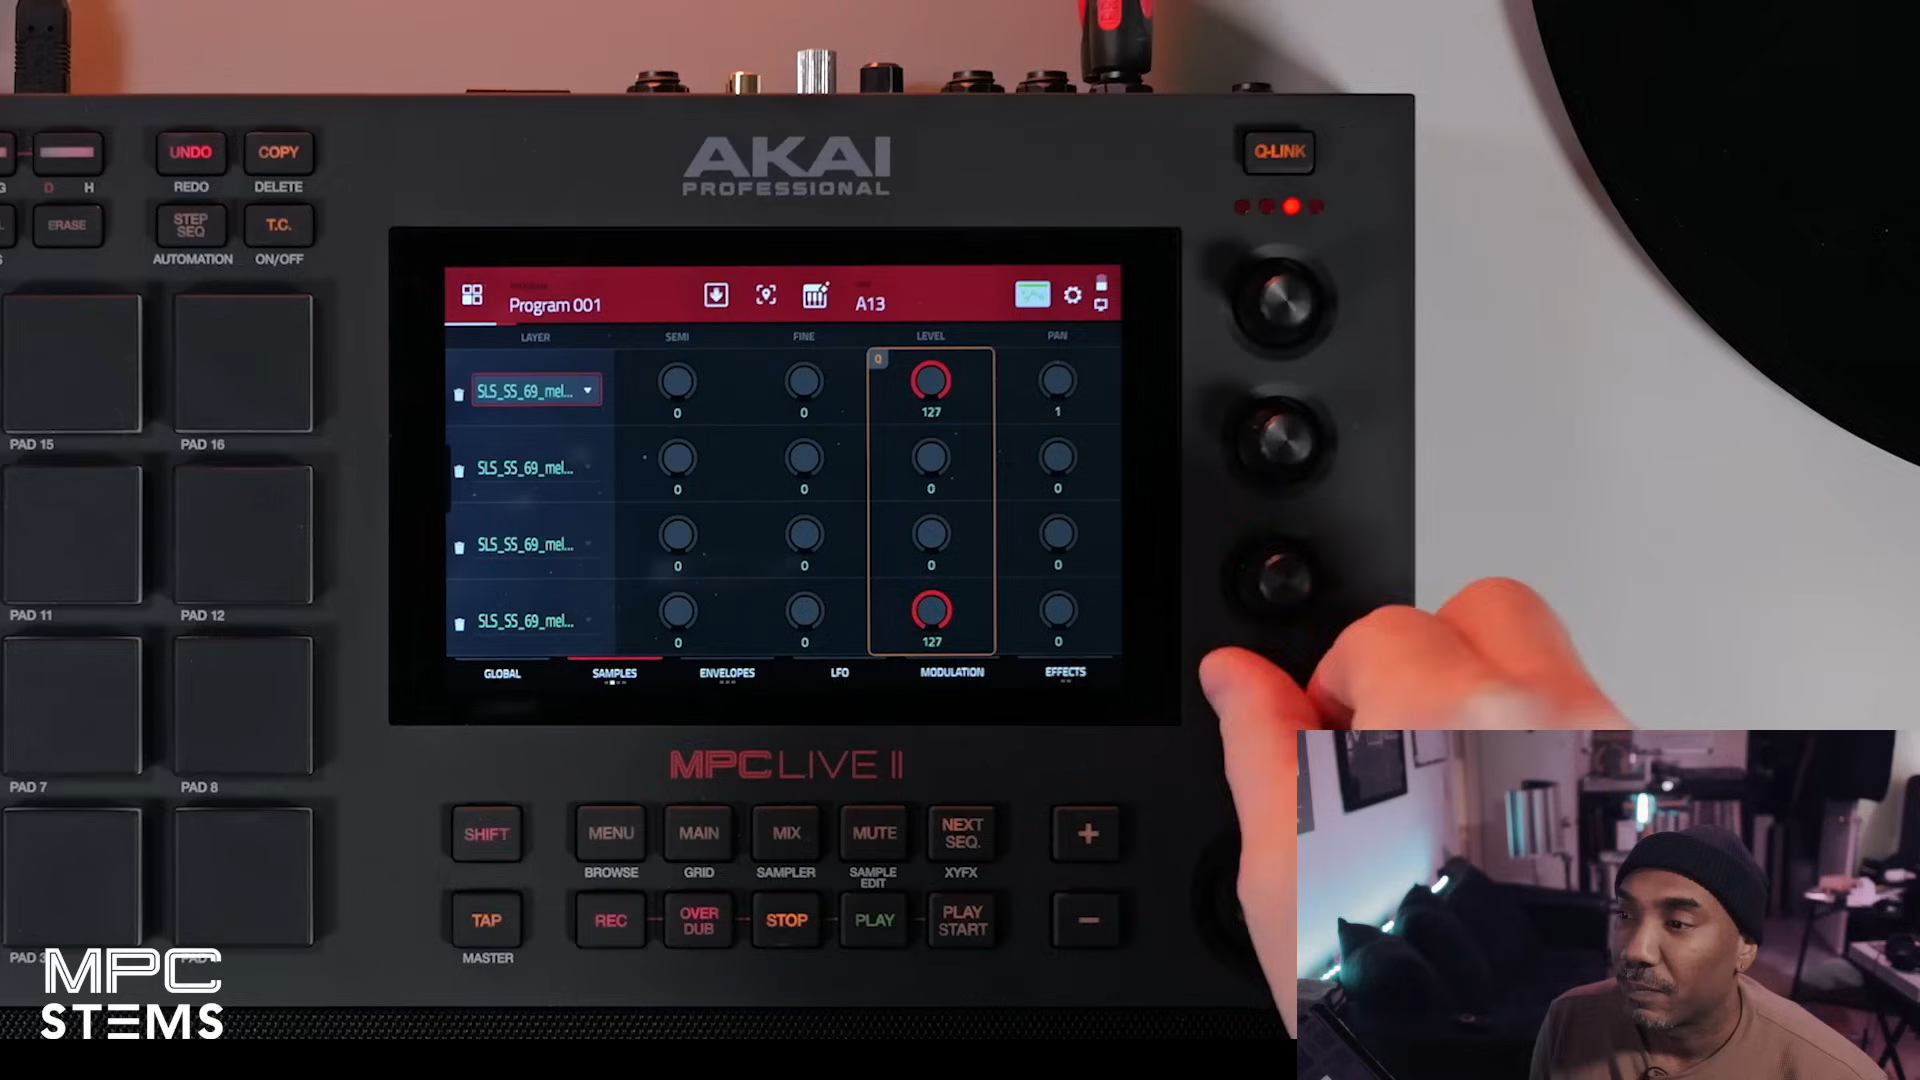 UNDO
COPY
D H
REDO
DELETE
ERASE
STEP
SEQ
T.C.
AUTOMATION
ON/OFF
AKAI
PROFESSIONAL
Q-LINK
Program 001
A13
LAYER
SEMI
FINE
LEVEL
PAN
Q
SLS_SS_69_mel...
0
0
127
1
SLS_SS_69_mel...
0
0
0
0
SLS_SS_69_mel...
0
0
0
0
SLS_SS_69_mel...
0
0
127
0
GLOBAL
SAMPLES
ENVELOPES
LFO
MODULATION
EFFECTS
PAD 15
PAD 16
PAD 11
PAD 12
PAD 7
PAD 8
MPC LIVE II
SHIFT
MENU
MAIN
MIX
MUTE
NEXT
SEQ.
+
BROWSE
GRID
SAMPLER
SAMPLE
EDIT
XYFX
TAP
REC
OVER
DUB
STOP
PLAY
PLAY
START
−
MASTER
MPC
STEMS